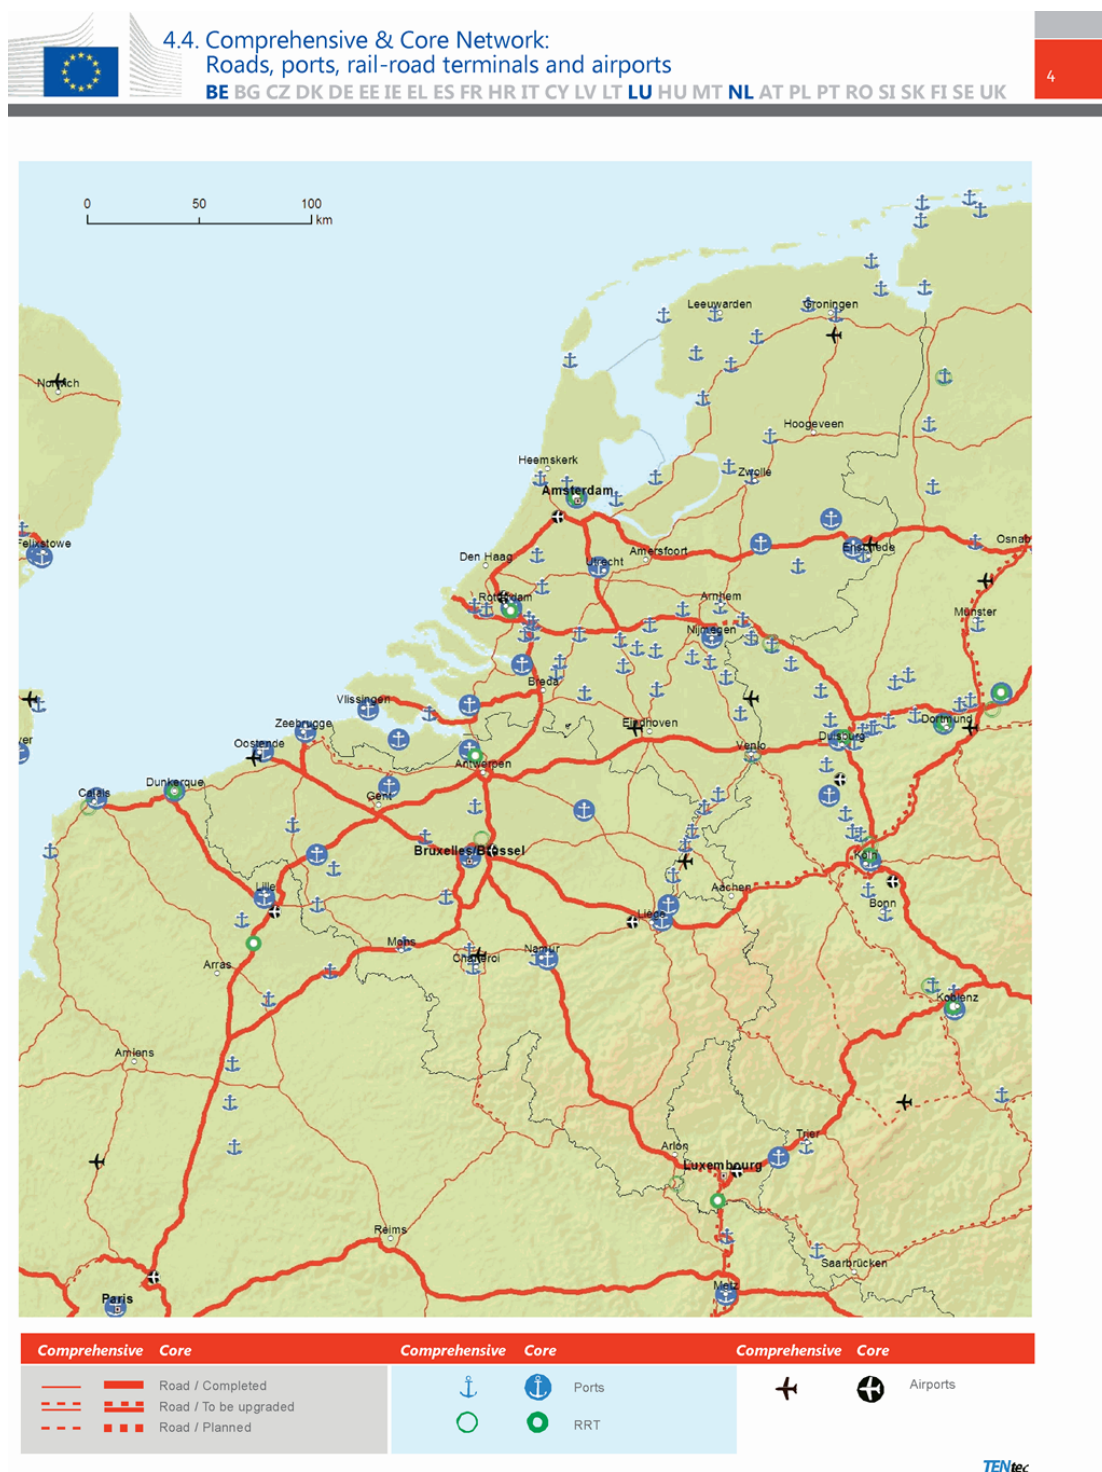 4.4. Comprehensive & Core Network:
Roads, ports, rail-road terminals and airports
BE BG CZ DK DE EE IE EL ES FR HR IT CY LV LT LU HU MT NL AT PL PT RO SI SK FI SE UK
4
0 50 100
km
Leeuwarden
Groningen
Norwich
Hoogeveen
Heemskerk
Zwolle
Amsterdam
Felixstowe
Enschede
Osnab
Den Haag
Amersfoort
Utrecht
Rotterdam
Arnhem
Münster
Nijmegen
Breda
Vlissingen
Zeebrugge
Eindhoven
Dortmund
Oostende
Venlo
Duisburg
ver
Antwerpen
Dunkerque
Calais
Gent
Bruxelles/Brussel
Köln
Lille
Aachen
Bonn
Liège
Mons
Namur
Charleroi
Arras
Koblenz
Amiens
Trier
Arlon
Luxembourg
Reims
Saarbrücken
Metz
Paris
Comprehensive Core
Comprehensive Core
Comprehensive Core
Road / Completed
Road / To be upgraded
Road / Planned
Ports
RRT
Airports
TENtec